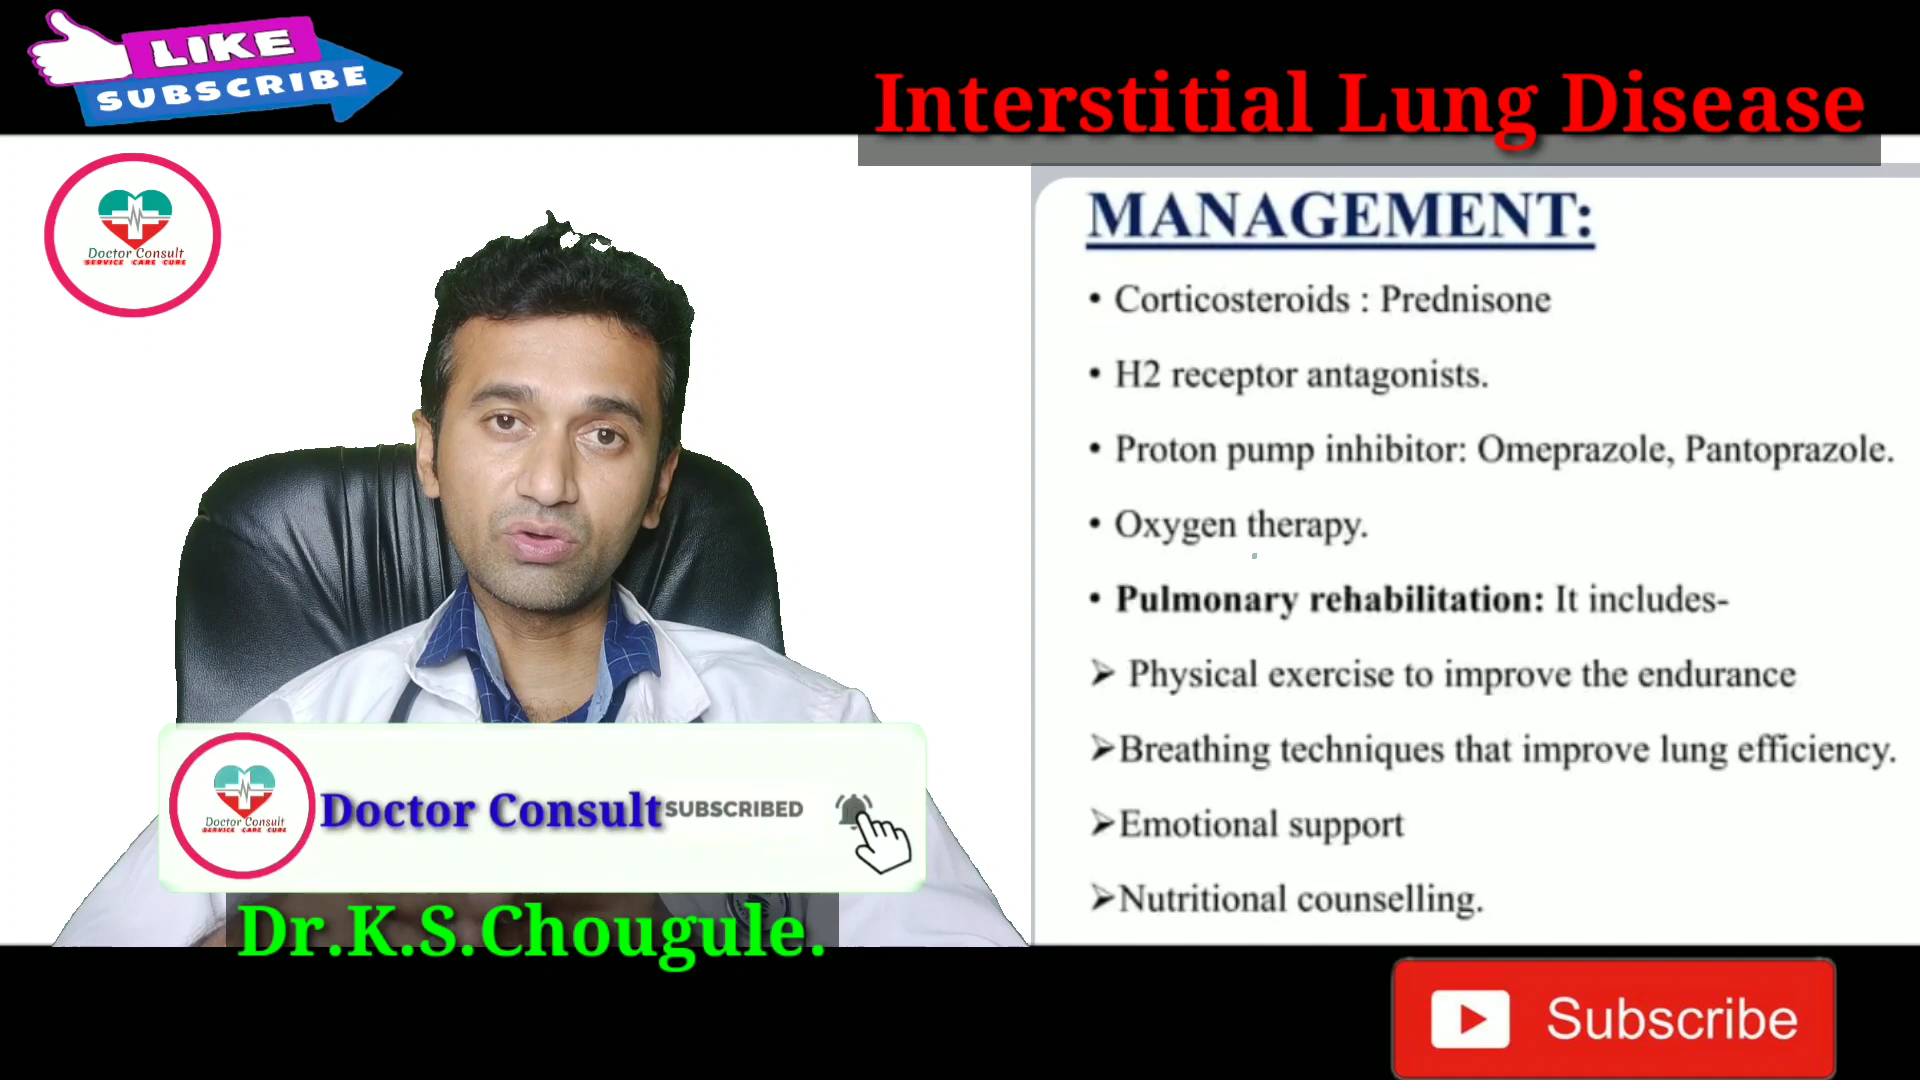 LIKE
SUBSCRIBE
Interstitial Lung Disease
Doctor Consult
SERVICE CARE CURE
MANAGEMENT:
• Corticosteroids : Prednisone
• H2 receptor antagonists.
• Proton pump inhibitor: Omeprazole, Pantoprazole.
• Oxygen therapy.
• Pulmonary rehabilitation: It includes-
➢ Physical exercise to improve the endurance
➢Breathing techniques that improve lung efficiency.
➢Emotional support
➢Nutritional counselling.
Doctor Consult
SERVICE CARE CURE
Doctor Consult SUBSCRIBED
Dr.K.S.Chougule.
Subscribe